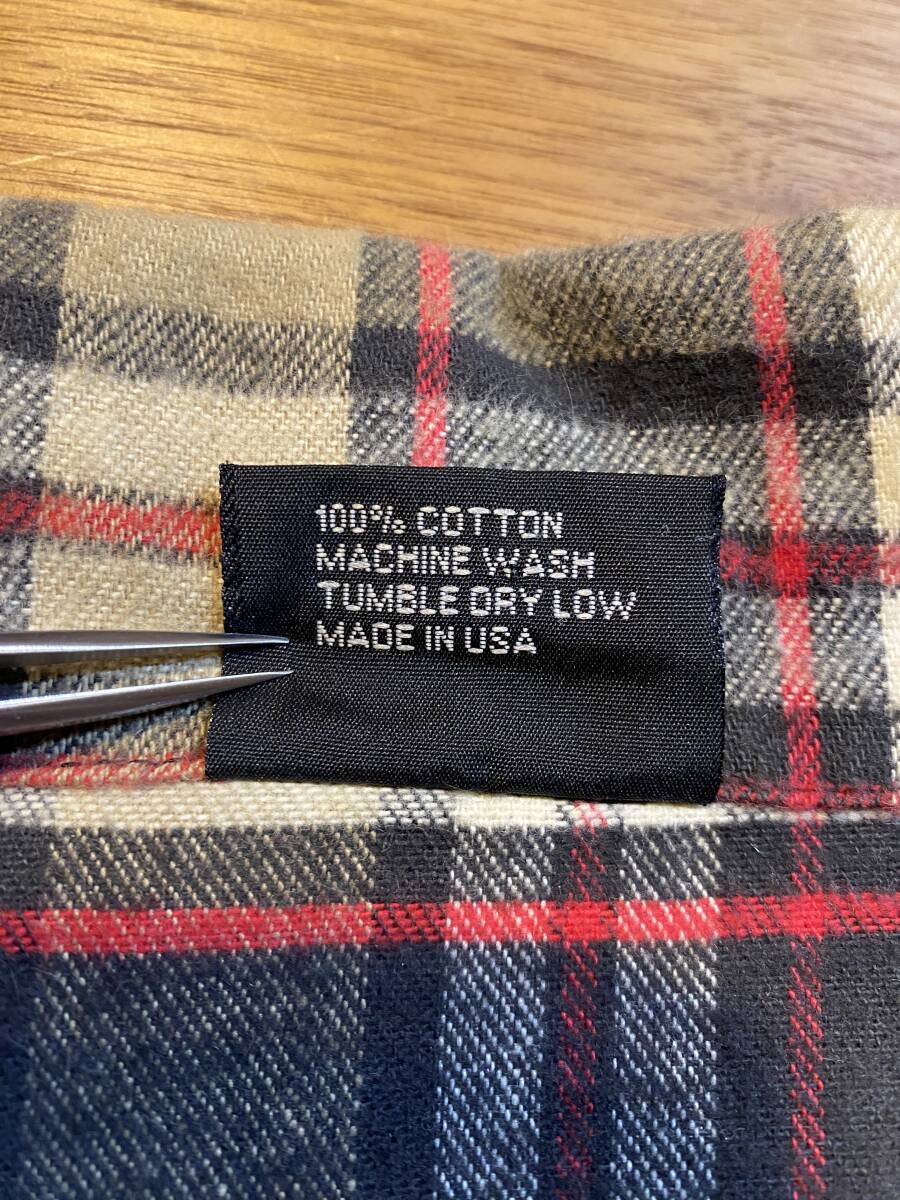 100% COTTON
MACHINE WASH
TUMBLE DRY LOW
MADE IN USA